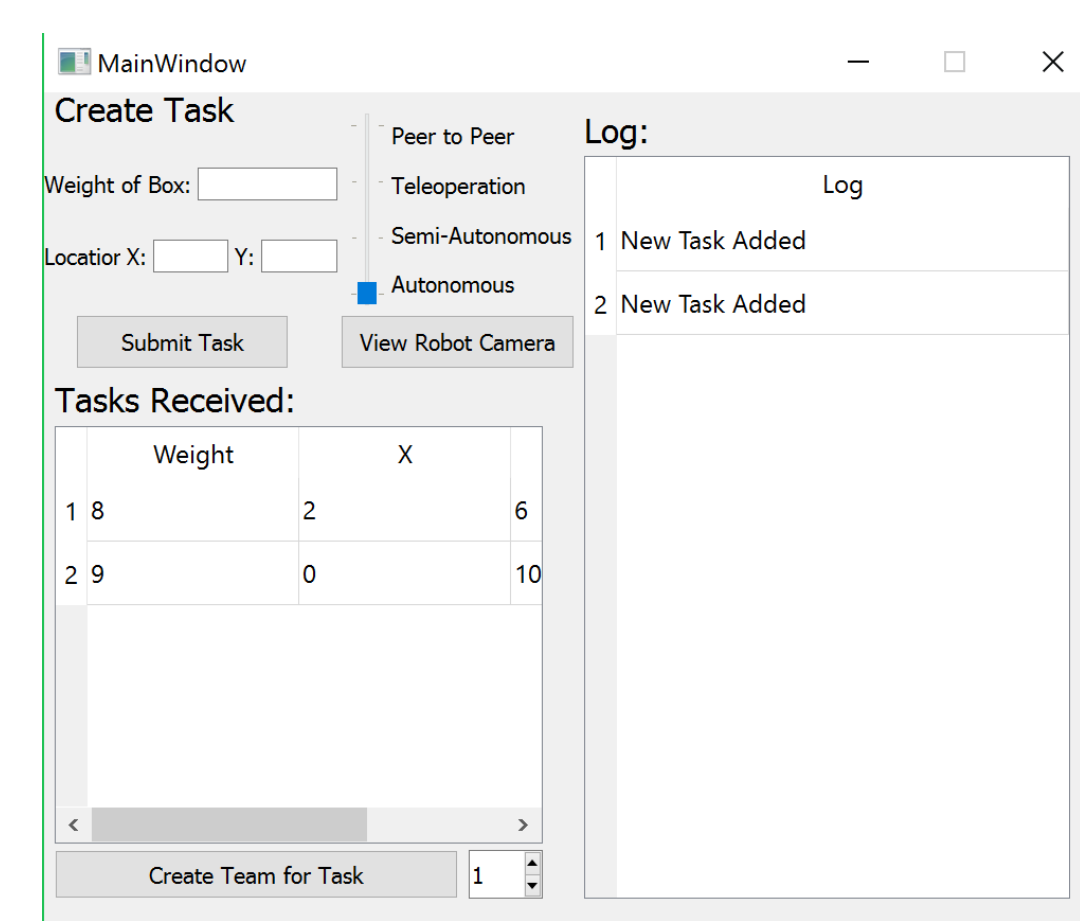 MainWindow
Create Task
Weight of Box:
Locatior X: Y:
Peer to Peer
Teleoperation
Semi-Autonomous
Autonomous
Submit Task
View Robot Camera
Tasks Received:
Weight X
1 8 2 6
2 9 0 10
Create Team for Task 1
Log:
Log
1 New Task Added
2 New Task Added